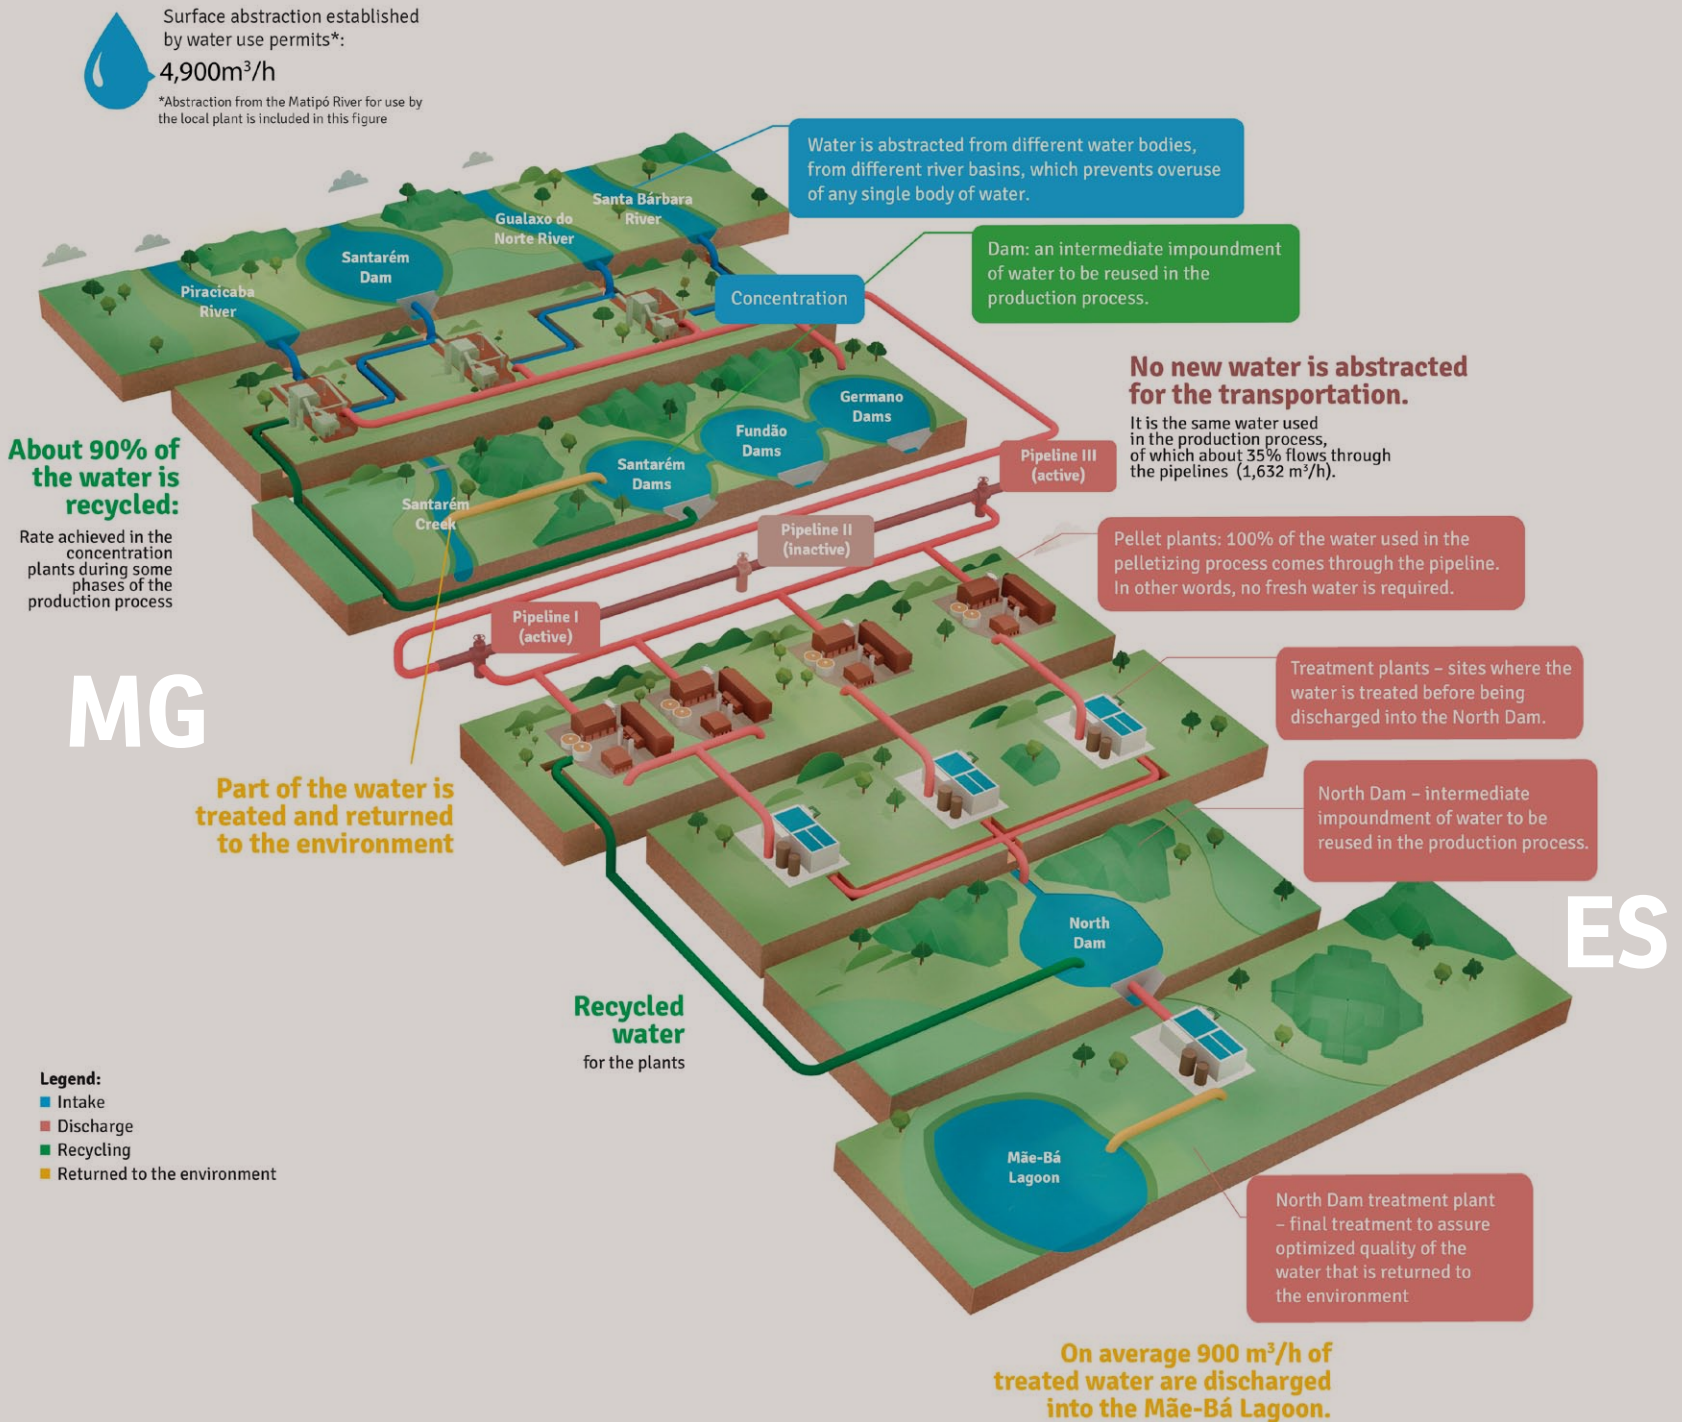 Surface abstraction established
by water use permits*:
4,900m³/h
*Abstraction from the Matipó River for use by
the local plant is included in this figure
Water is abstracted from different water bodies,
from different river basins, which prevents overuse
of any single body of water.
Santa Bárbara
River
Gualaxo do
Norte River
Santarém
Dam
Piracicaba
River
Concentration
Dam: an intermediate impoundment
of water to be reused in the
production process.
No new water is abstracted
for the transportation.
It is the same water used
in the production process,
of which about 35% flows through
the pipelines (1,632 m³/h).
Germano
Dams
Fundão
Dams
Santarém
Dams
Santarém
Creek
About 90% of
the water is
recycled:
Rate achieved in the
concentration
plants during some
phases of the
production process
Pipeline III
(active)
Pipeline II
(inactive)
Pipeline I
(active)
Pellet plants: 100% of the water used in the
pelletizing process comes through the pipeline.
In other words, no fresh water is required.
MG
Treatment plants – sites where the
water is treated before being
discharged into the North Dam.
Part of the water is
treated and returned
to the environment
North Dam – intermediate
impoundment of water to be
reused in the production process.
ES
North
Dam
Recycled
water
for the plants
Legend:
Intake
Discharge
Recycling
Returned to the environment
Mãe-Bá
Lagoon
North Dam treatment plant
– final treatment to assure
optimized quality of the
water that is returned to
the environment
On average 900 m³/h of
treated water are discharged
into the Mãe-Bá Lagoon.